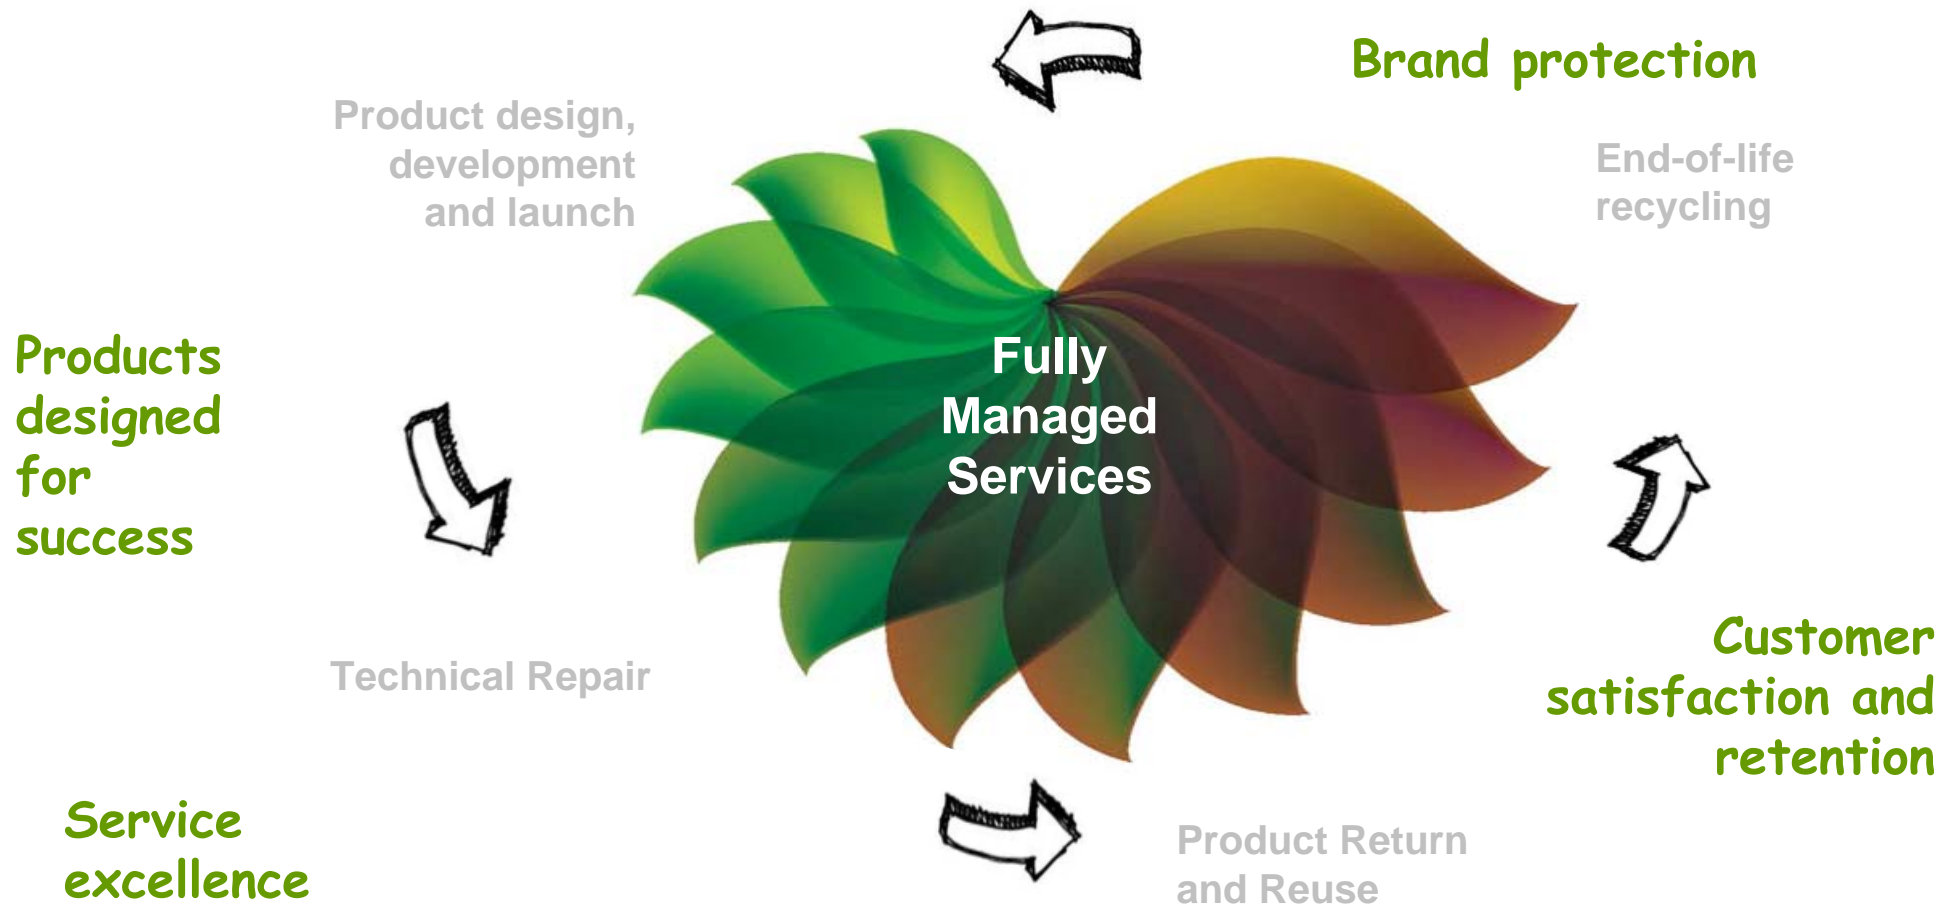 Brand protection
Product design,
development
and launch
End-of-life
recycling
Products
designed
for
success
Fully
Managed
Services
Technical Repair
Customer
satisfaction and
retention
Service
excellence
Product Return
and Reuse